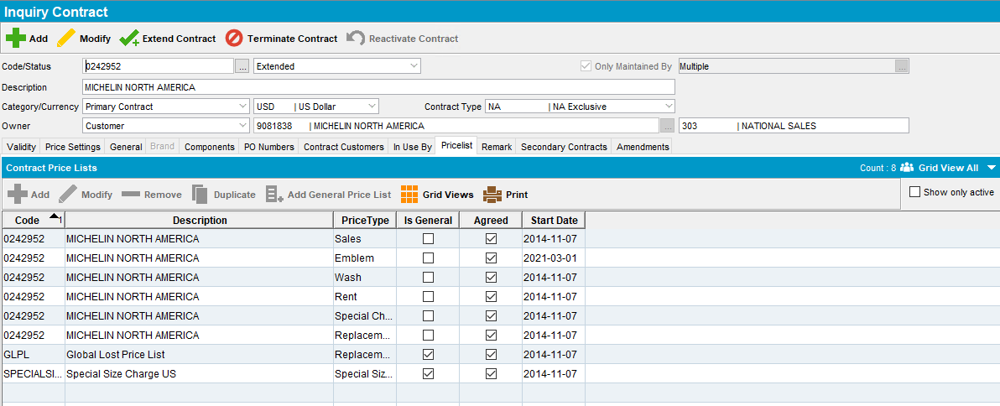 Inquiry Contract
Add Modify Extend Contract Terminate Contract Reactivate Contract
Code/Status 0242952 ... Extended Only Maintained By Multiple ...
Description MICHELIN NORTH AMERICA
Category/Currency Primary Contract USD | US Dollar Contract Type NA | NA Exclusive
Owner Customer 9081838 | MICHELIN NORTH AMERICA ... 303 | NATIONAL SALES
Validity Price Settings General Brand Components PO Numbers Contract Customers In Use By Pricelist Remark Secondary Contracts Amendments
Contract Price Lists Count : 8 Grid View All
Add Modify Remove Duplicate Add General Price List Grid Views Print Show only active
Code 1 Description PriceType Is General Agreed Start Date
0242952 MICHELIN NORTH AMERICA Sales 2014-11-07
0242952 MICHELIN NORTH AMERICA Emblem 2021-03-01
0242952 MICHELIN NORTH AMERICA Wash 2014-11-07
0242952 MICHELIN NORTH AMERICA Rent 2014-11-07
0242952 MICHELIN NORTH AMERICA Special Ch... 2014-11-07
0242952 MICHELIN NORTH AMERICA Replacem... 2014-11-07
GLPL Global Lost Price List Replacem... 2014-11-07
SPECIALSI... Special Size Charge US Special Siz... 2014-11-07